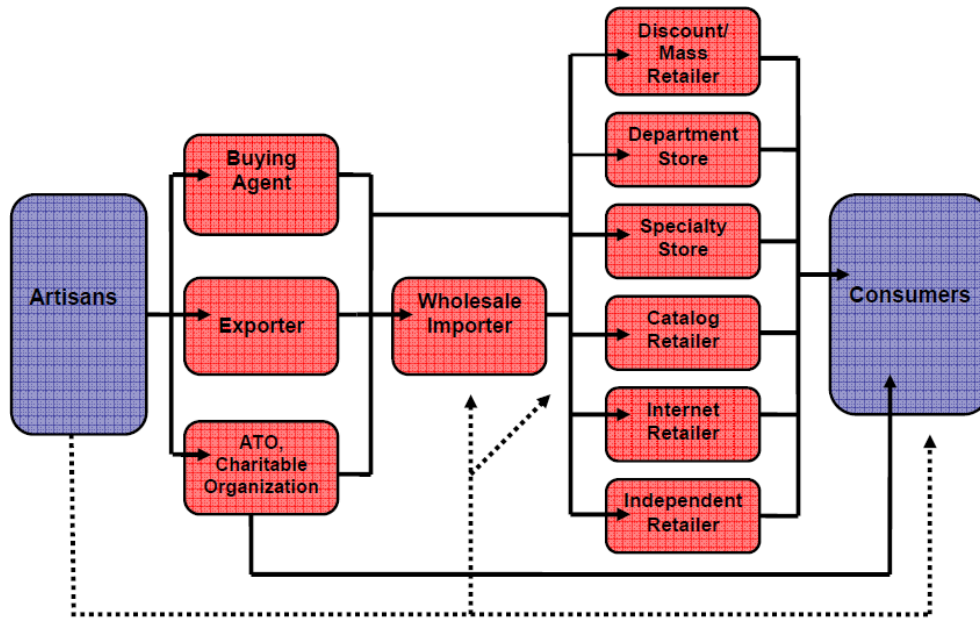 Artisans
Buying
Agent
Exporter
ATO,
Charitable
Organization
Wholesale
Importer
Discount/
Mass
Retailer
Department
Store
Specialty
Store
Catalog
Retailer
Internet
Retailer
Independent
Retailer
Consumers